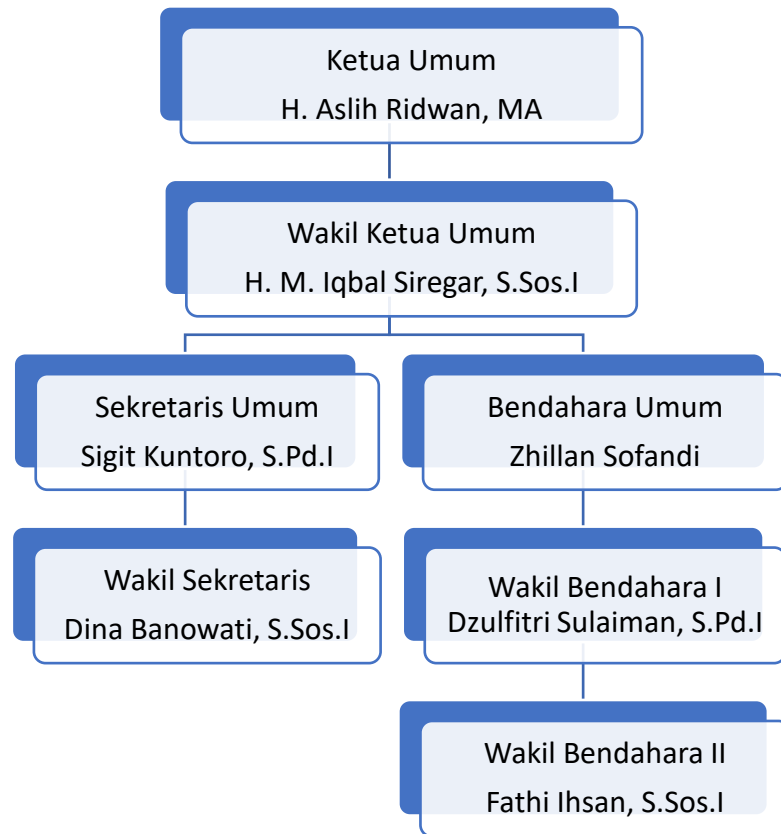 Ketua Umum
H. Aslih Ridwan, MA
Wakil Ketua Umum
H. M. Iqbal Siregar, S.Sos.I
Sekretaris Umum
Sigit Kuntoro, S.Pd.I
Bendahara Umum
Zhillan Sofandi
Wakil Sekretaris
Dina Banowati, S.Sos.I
Wakil Bendahara I
Dzulfitri Sulaiman, S.Pd.I
Wakil Bendahara II
Fathi Ihsan, S.Sos.I